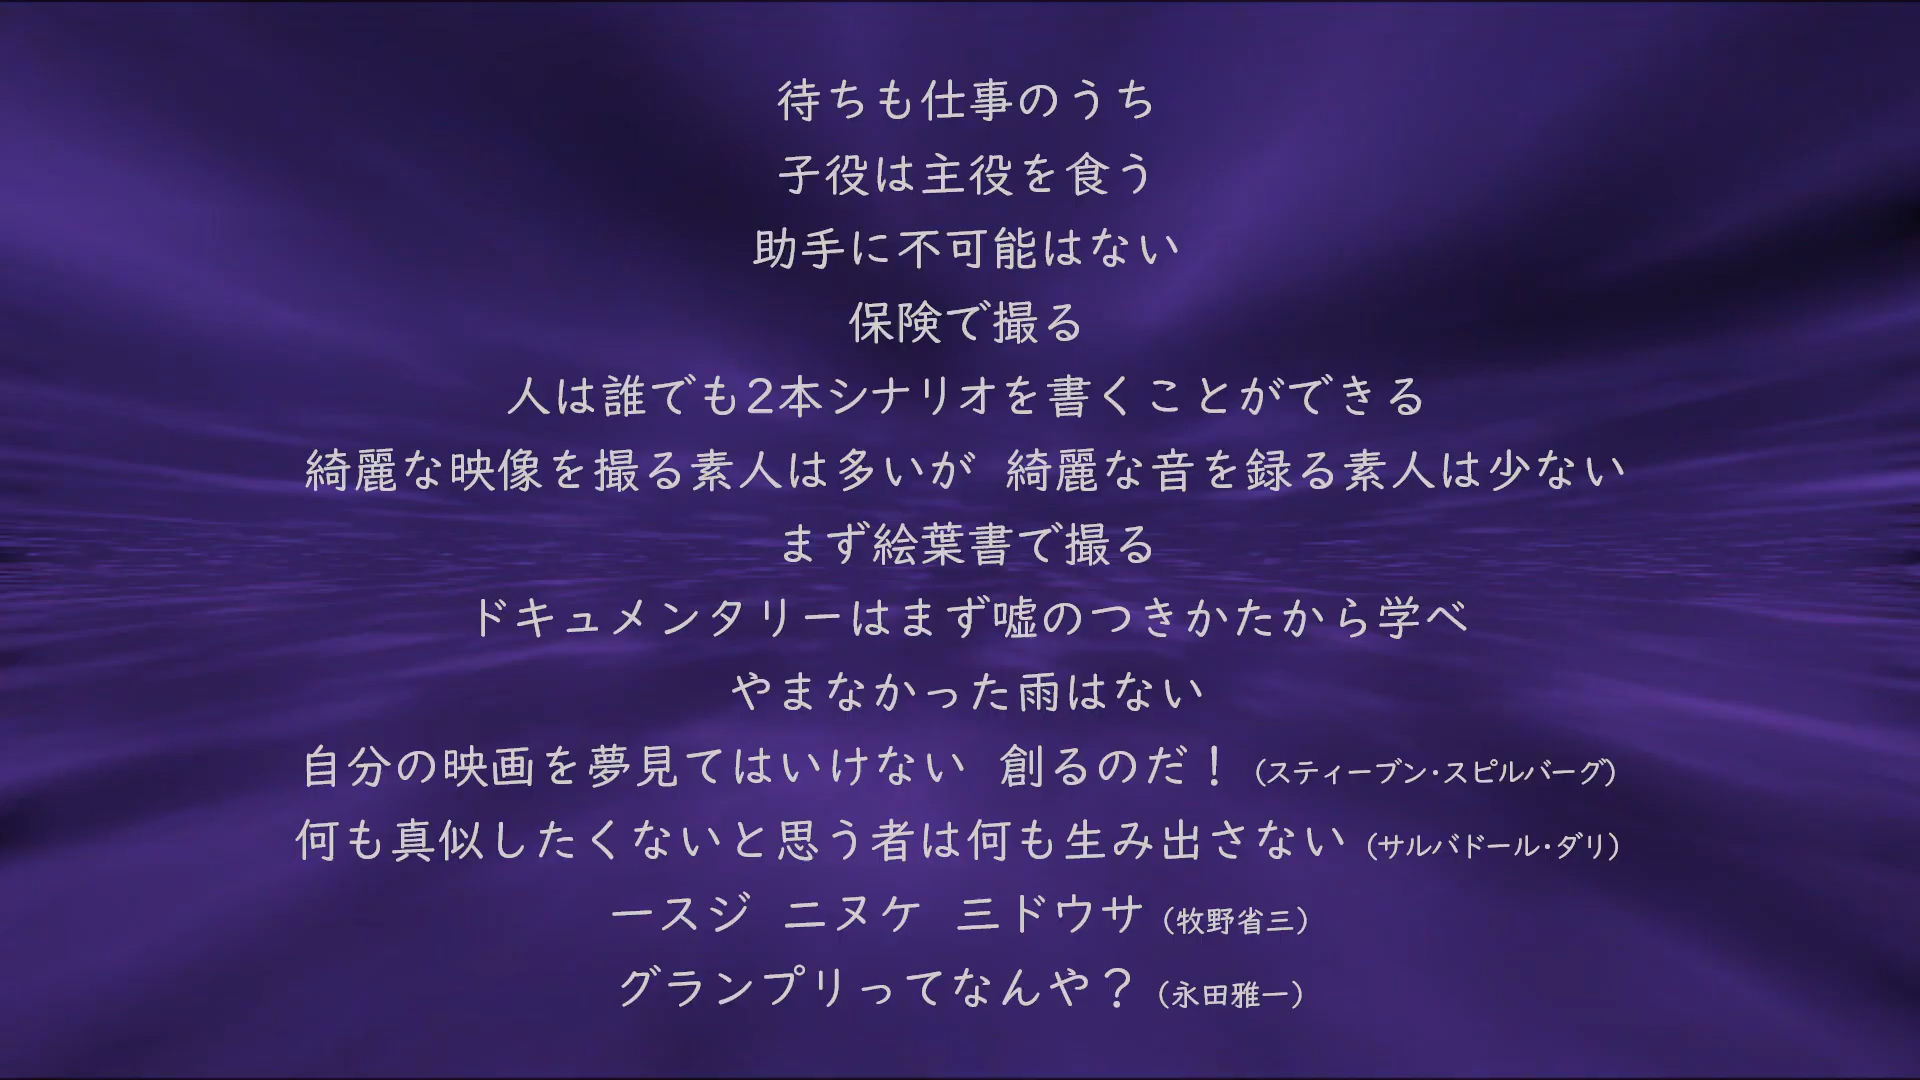 待ちも仕事のうち
子役は主役を食う
助手に不可能はない
保険で撮る
人は誰でも2本シナリオを書くことができる
綺麗な映像を撮る素人は多いが 綺麗な音を録る素人は少ない
まず絵葉書で撮る
ドキュメンタリーはまず嘘のつきかたから学べ
やまなかった雨はない
自分の映画を夢見てはいけない 創るのだ！（スティーブン・スピルバーグ）
何も真似したくないと思う者は何も生み出さない（サルバドール・ダリ）
一スジ 二ヌケ 三ドウサ（牧野省三）
グランプリってなんや？（永田雅一）